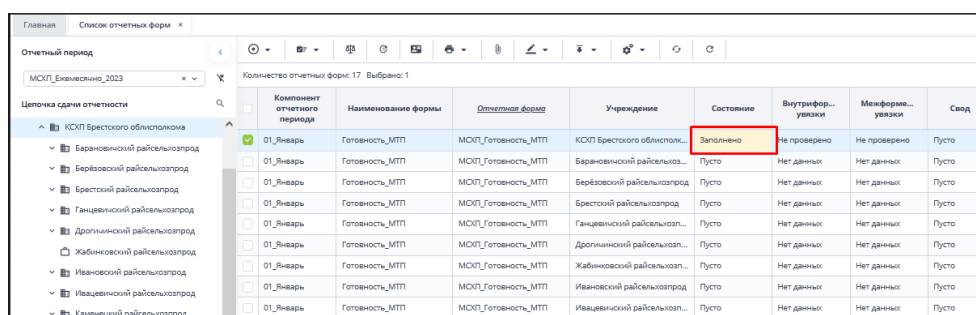 Главная Список отчетных форм ×
Отчетный период
МСХП_Ежемесячно_2023 ×
Количество отчетных форм: 17 Выбрано: 1
Цепочка сдачи отчетности
КСХП Брестского облисполкома
Барановичский райсельхозпрод
Берёзовский райсельхозпрод
Брестский райсельхозпрод
Ганцевичский райсельхозпрод
Дрогичинский райсельхозпрод
Жабинковский райсельхозпрод
Ивановский райсельхозпрод
Ивацевичский райсельхозпрод
Каменецкий райсельхозпрод
Компонент отчетного периода Наименование формы Отчетная форма Учреждение Состояние Внутрифор... увязки Межформе... увязки Свод
01_Январь Готовность_МТП МСХП_Готовность_МТП КСХП Брестского облисполк... Заполнено Не проверено Не проверено Пусто
01_Январь Готовность_МТП МСХП_Готовность_МТП Барановичский райсельхоз... Пусто Нет данных Нет данных Пусто
01_Январь Готовность_МТП МСХП_Готовность_МТП Берёзовский райсельхозпрод Пусто Нет данных Нет данных Пусто
01_Январь Готовность_МТП МСХП_Готовность_МТП Брестский райсельхозпрод Пусто Нет данных Нет данных Пусто
01_Январь Готовность_МТП МСХП_Готовность_МТП Ганцевичский райсельхозп... Пусто Нет данных Нет данных Пусто
01_Январь Готовность_МТП МСХП_Готовность_МТП Дрогичинский райсельхозп... Пусто Нет данных Нет данных Пусто
01_Январь Готовность_МТП МСХП_Готовность_МТП Жабинковский райсельхозп... Пусто Нет данных Нет данных Пусто
01_Январь Готовность_МТП МСХП_Готовность_МТП Ивановский райсельхозпрод Пусто Нет данных Нет данных Пусто
01_Январь Готовность_МТП МСХП_Готовность_МТП Ивацевичский райсельхозп... Пусто Нет данных Нет данных Пусто